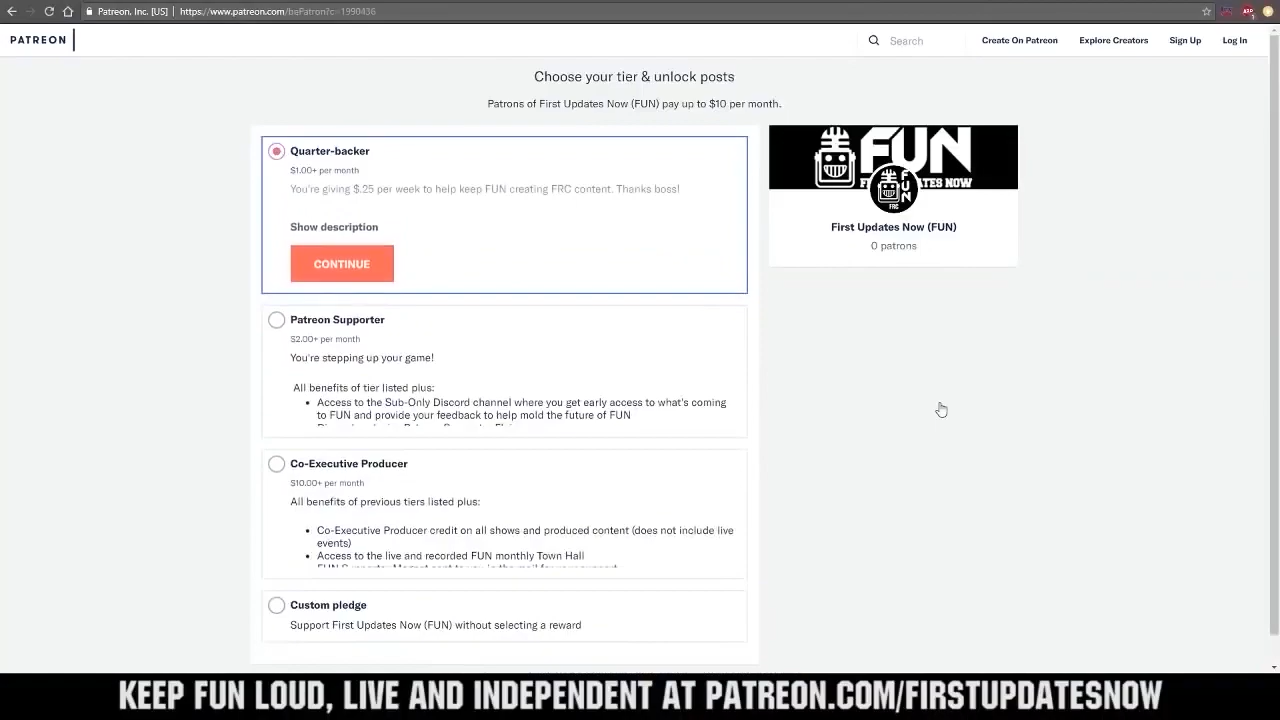 Patreon, Inc. [US] | https://www.patreon.com/bePatron?c=1990436
PATREON
Search
Create On Patreon
Explore Creators
Sign Up
Log In
Choose your tier & unlock posts
Patrons of First Updates Now (FUN) pay up to $10 per month.
Quarter-backer
$1.00+ per month
You're giving $.25 per week to help keep FUN creating FRC content. Thanks boss!
Show description
CONTINUE
Patreon Supporter
$2.00+ per month
You're stepping up your game!
All benefits of tier listed plus:
• Access to the Sub-Only Discord channel where you get early access to what's coming
to FUN and provide your feedback to help mold the future of FUN
Co-Executive Producer
$10.00+ per month
All benefits of previous tiers listed plus:
• Co-Executive Producer credit on all shows and produced content (does not include live
events)
• Access to the live and recorded FUN monthly Town Hall
Custom pledge
Support First Updates Now (FUN) without selecting a reward
FUN
TES NOW
FUN
FRC
First Updates Now (FUN)
0 patrons
KEEP FUN LOUD, LIVE AND INDEPENDENT AT PATREON.COM/FIRSTUPDATESNOW